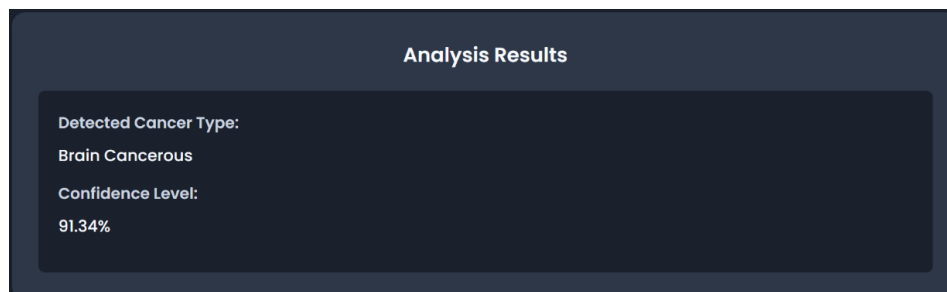 Analysis Results
Detected Cancer Type:
Brain Cancerous
Confidence Level:
91.34%